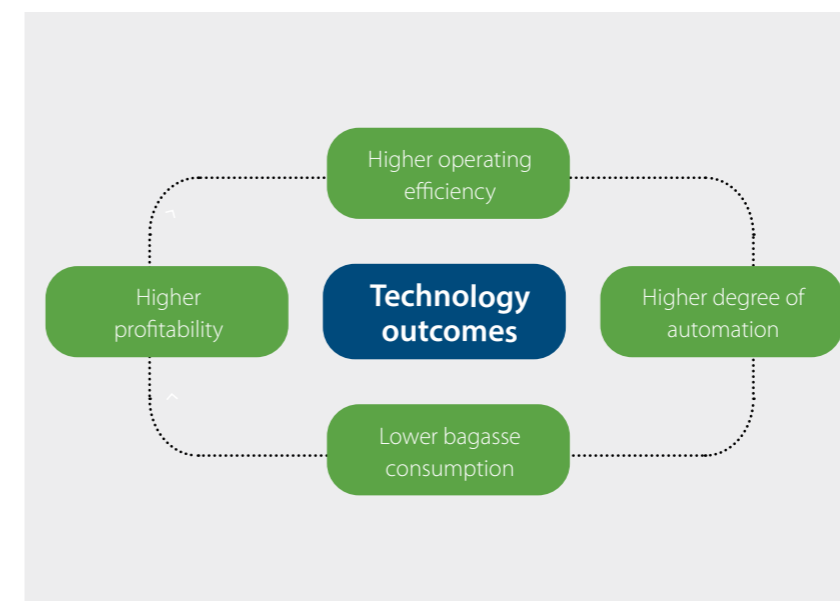 Higher operating
efficiency
Higher
profitability
Technology
outcomes
Higher degree of
automation
Lower bagasse
consumption